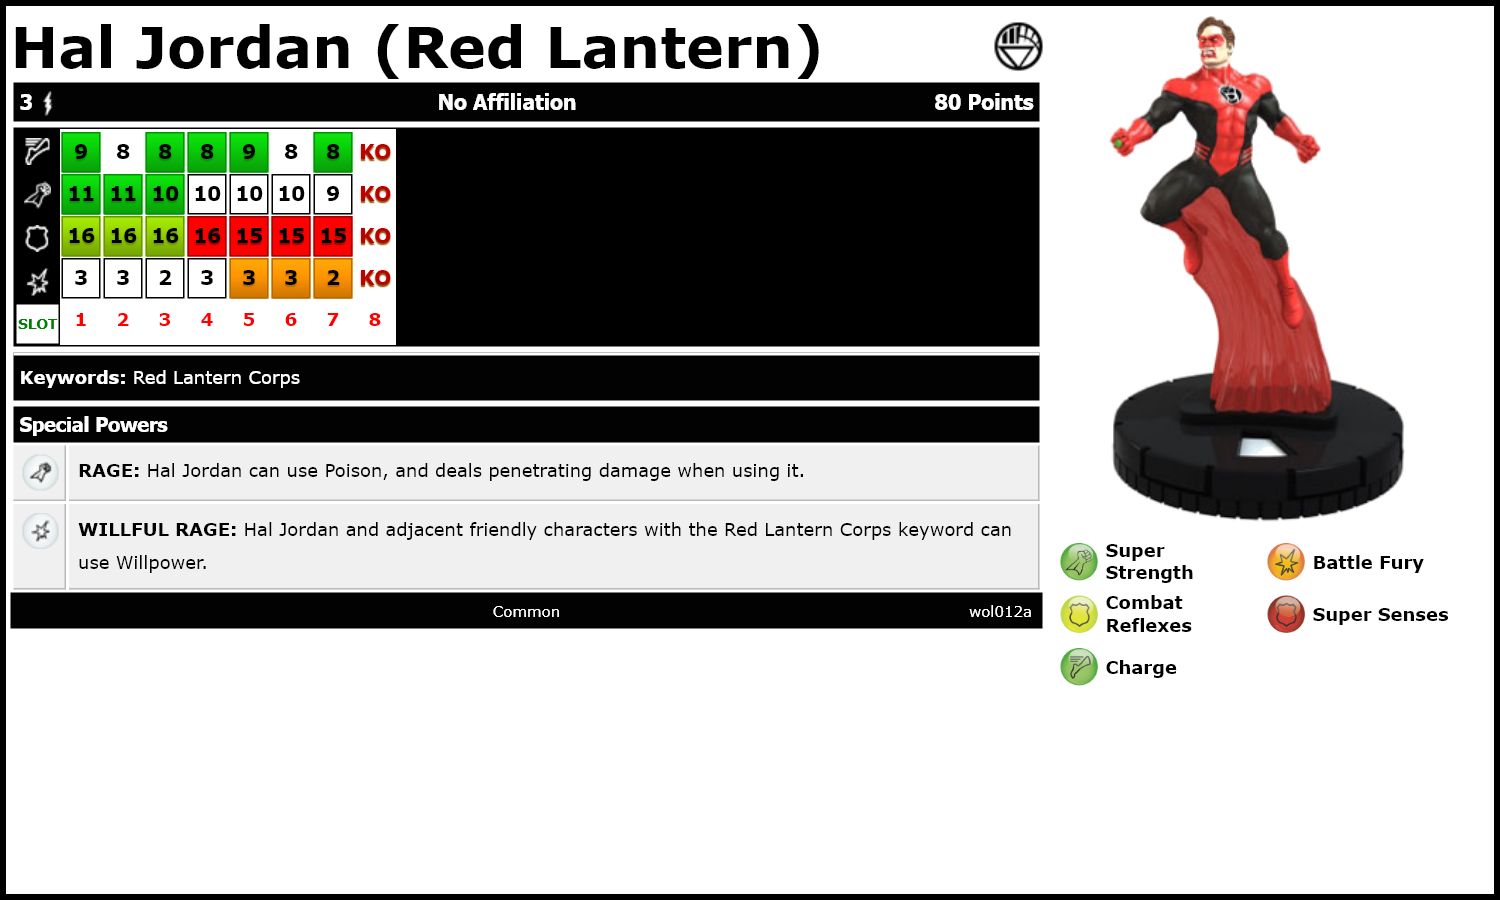 Hal Jordan (Red Lantern)
3 No Affiliation 80 Points
9 8 8 8 9 8 8 KO
11 11 10 10 10 10 9 KO
16 16 16 16 15 15 15 KO
3 3 2 3 3 3 2 KO
SLOT 1 2 3 4 5 6 7 8
Keywords: Red Lantern Corps
Special Powers
RAGE: Hal Jordan can use Poison, and deals penetrating damage when using it.
WILLFUL RAGE: Hal Jordan and adjacent friendly characters with the Red Lantern Corps keyword can
use Willpower.
Common wol012a
Super
Strength
Battle Fury
Combat
Reflexes
Super Senses
Charge